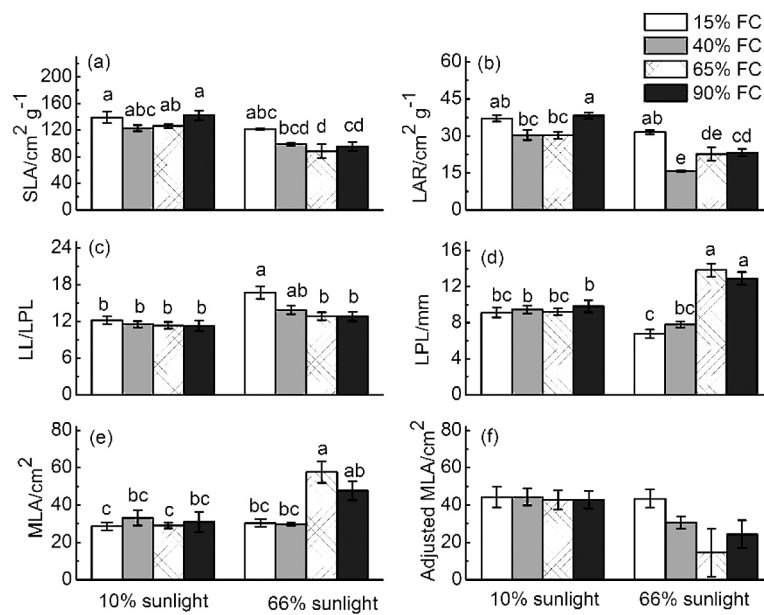 15% FC
40% FC
65% FC
90% FC
(a)
SLA/cm² g⁻¹
200
160
120
80
40
0
a abc ab a abc bcd d cd
(b)
LAR/cm² g⁻¹
60
45
30
15
0
ab bc bc a ab e de cd
(c)
LL/LPL
24
18
12
6
0
b b b b a ab b b
(d)
LPL/mm
16
12
8
4
0
bc b bc b c bc a a
(e)
MLA/cm²
80
60
40
20
0
c bc c bc bc bc a ab
10% sunlight 66% sunlight
(f)
Adjusted MLA/cm²
80
60
40
20
0
10% sunlight 66% sunlight